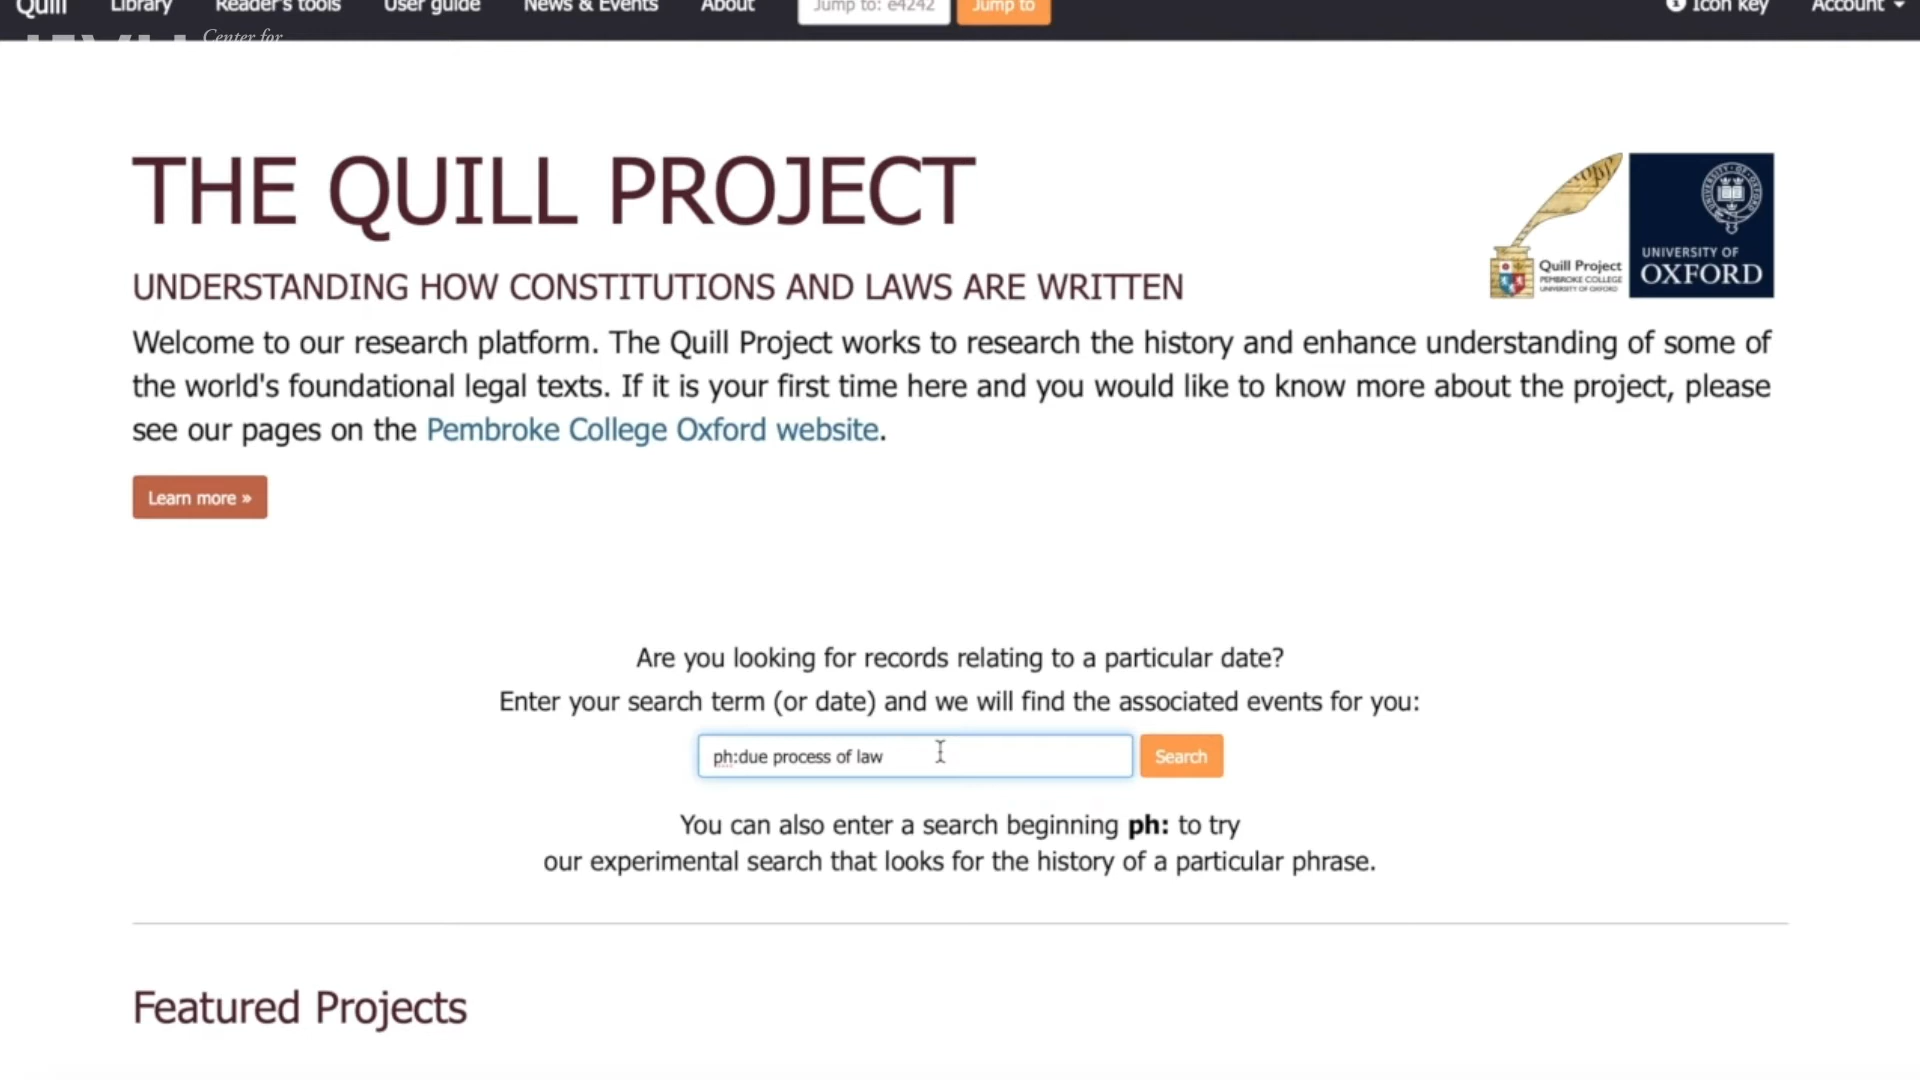 Quill Library Reader's tools User guide News & Events About Jump to: e4242 Jump to Icon key Account
Center for
THE QUILL PROJECT
Quill Project
PEMBROKE COLLEGE
UNIVERSITY OF OXFORD
UNIVERSITY OF
OXFORD
UNDERSTANDING HOW CONSTITUTIONS AND LAWS ARE WRITTEN
Welcome to our research platform. The Quill Project works to research the history and enhance understanding of some of
the world's foundational legal texts. If it is your first time here and you would like to know more about the project, please
see our pages on the Pembroke College Oxford website.
Learn more »
Are you looking for records relating to a particular date?
Enter your search term (or date) and we will find the associated events for you:
ph:due process of law Search
You can also enter a search beginning ph: to try
our experimental search that looks for the history of a particular phrase.
Featured Projects